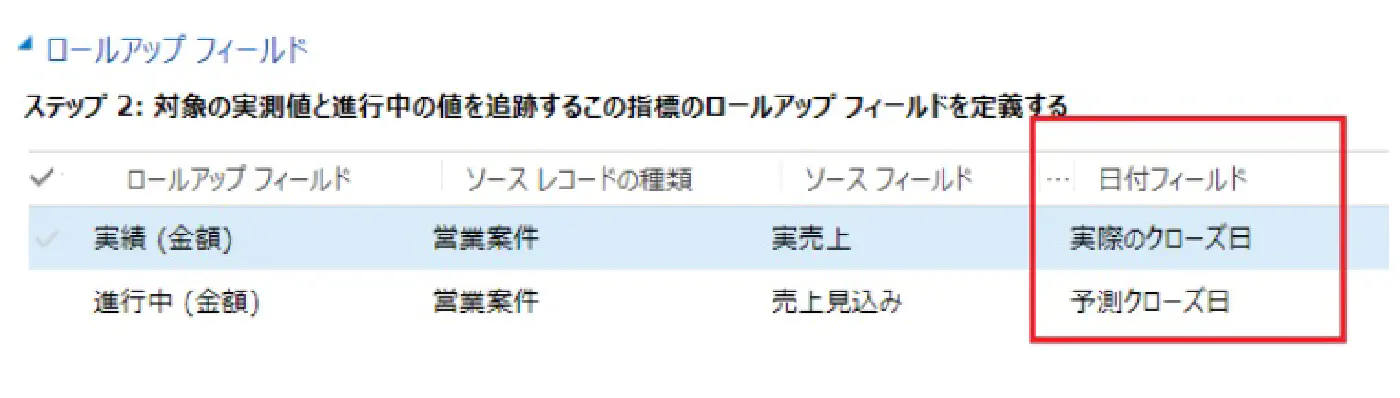 ロールアップ フィールド
ステップ 2: 対象の実測値と進行中の値を追跡するこの指標のロールアップ フィールドを定義する
ロールアップ フィールド ソース レコードの種類 ソース フィールド … 日付フィールド
実績 (金額) 営業案件 実売上 実際のクローズ日
進行中 (金額) 営業案件 売上見込み 予測クローズ日